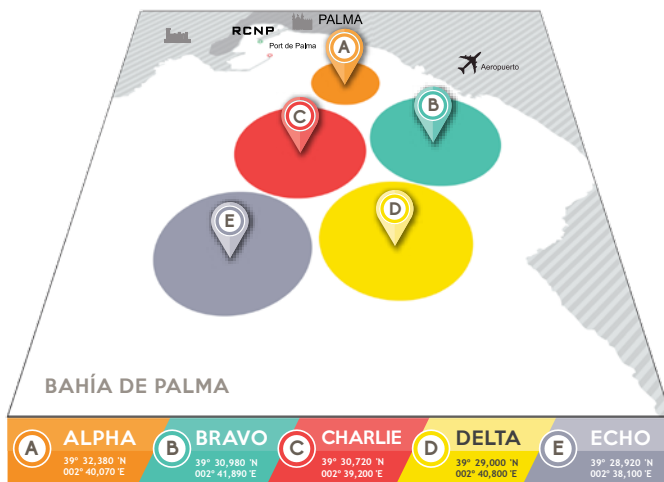 PALMA
RCNP
Port de Palma
Aeropuerto
A
B
C
D
E
BAHÍA DE PALMA
A ALPHA
39° 32,380 'N
002° 40,070 'E
B BRAVO
39° 30,980 'N
002° 41,890 'E
C CHARLIE
39° 30,720 'N
002° 39,200 'E
D DELTA
39° 29,000 'N
002° 40,800 'E
E ECHO
39° 28,920 'N
002° 38,100 'E